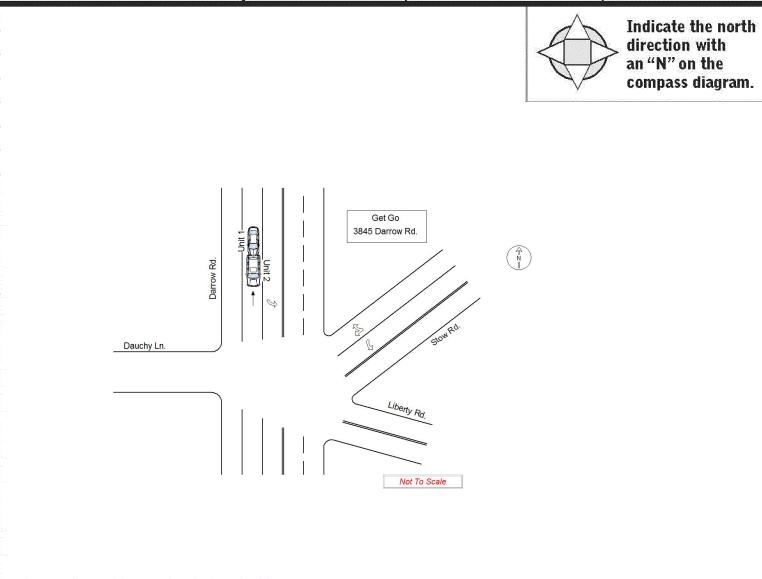 Indicate the north
direction with
an “N” on the
compass diagram.
Get Go
3845 Darrow Rd.
Unit 1
Unit 2
Darrow Rd.
N
Stow Rd.
Dauchy Ln.
Liberty Rd.
Not To Scale